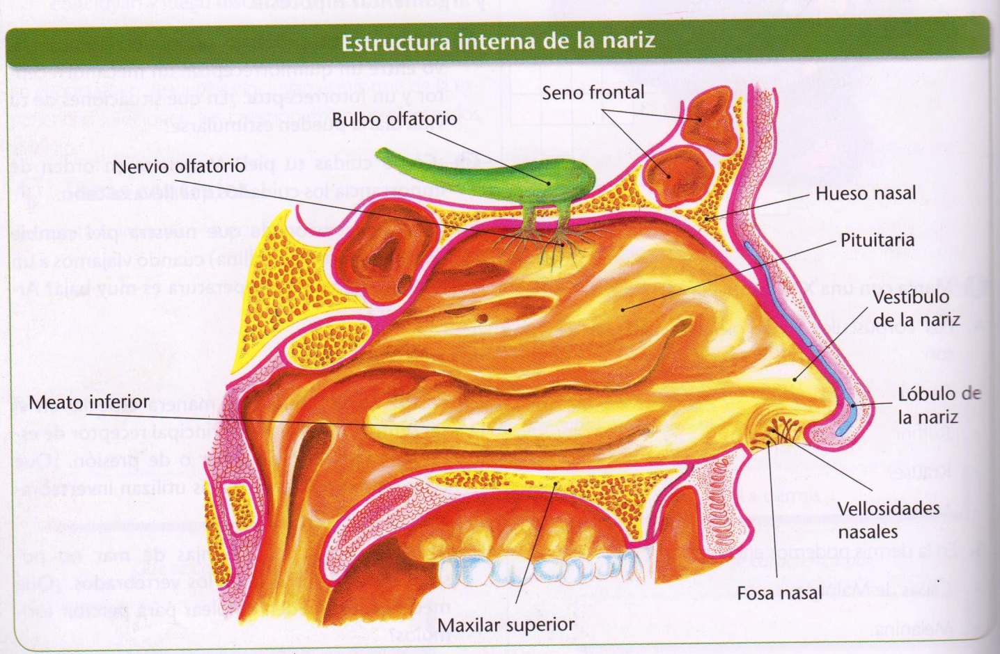 Estructura interna de la nariz
Seno frontal
Bulbo olfatorio
Nervio olfatorio
Hueso nasal
Pituitaria
Vestíbulo
de la nariz
Meato inferior
Lóbulo de
la nariz
Vellosidades
nasales
Fosa nasal
Maxilar superior